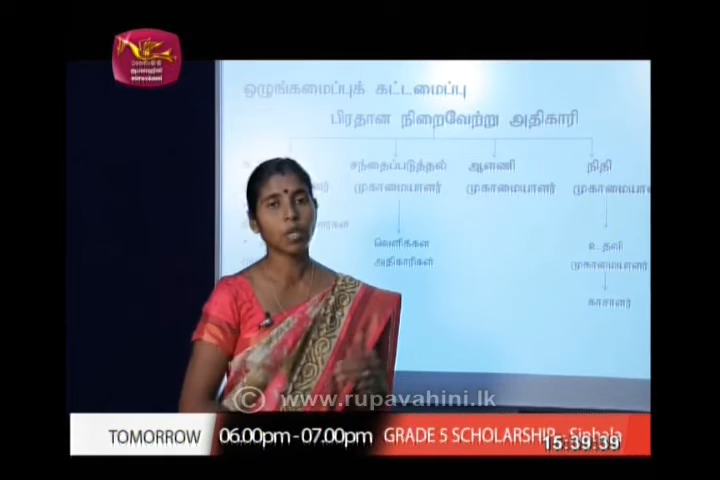 ஒழுங்கமைப்புக் கட்டமைப்பு
பிரதான நிறைவேற்று அதிகாரி
சந்தைப்படுத்தல் ஆளணி நிதி
முகாமையாளர் முகாமையாளர் முகாமையாளர்
வெளிக்கள உதவி
அதிகாரிகள் முகாமையாளர்
காசாளர்
© www.rupavahini.lk
TOMORROW 06.00pm - 07.00pm GRADE 5 SCHOLARSHIP - Sinhala
15:39:39